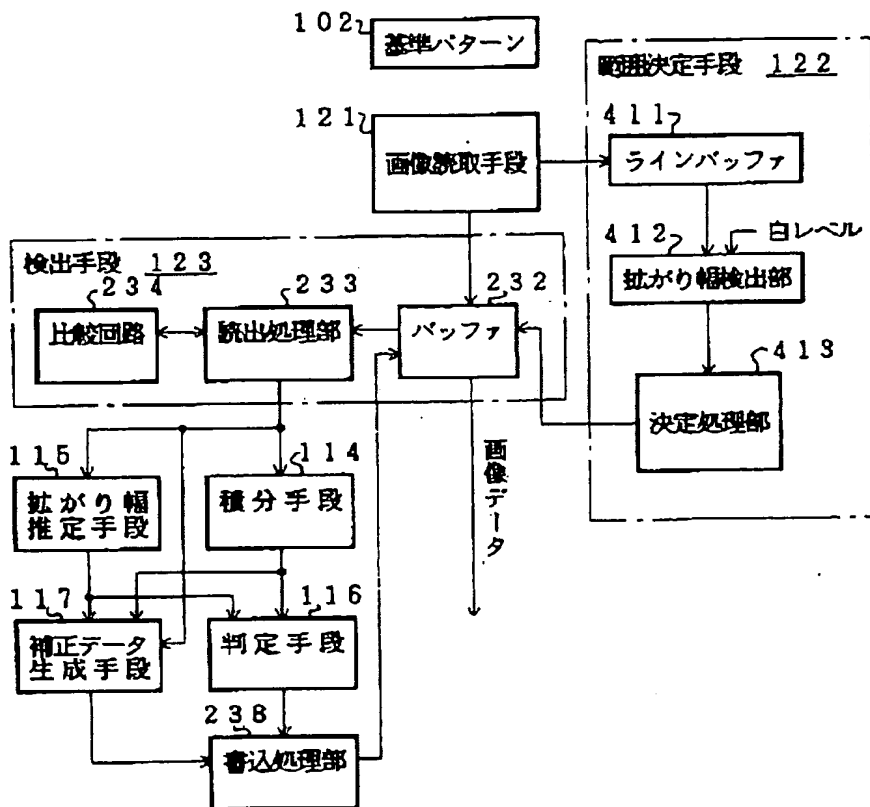 102
基準パターン
範囲決定手段 122
121
画像読取手段
411
ラインバッファ
412
白レベル
拡がり幅検出部
検出手段 123
234
比較回路
233
読出処理部
232
バッファ
413
決定処理部
画像データ
115
拡がり幅
推定手段
114
積分手段
117
補正データ
生成手段
116
判定手段
238
書込処理部